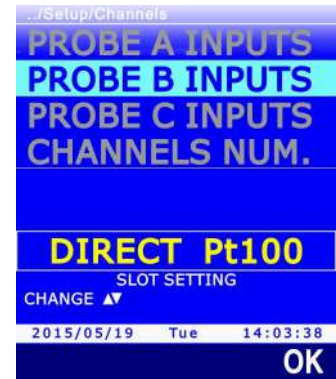 ../Setup/Channels
PROBE A INPUTS
PROBE B INPUTS
PROBE C INPUTS
CHANNELS NUM.
DIRECT Pt100
SLOT SETTING
CHANGE ▲▼
2015/05/19 Tue 14:03:38
OK